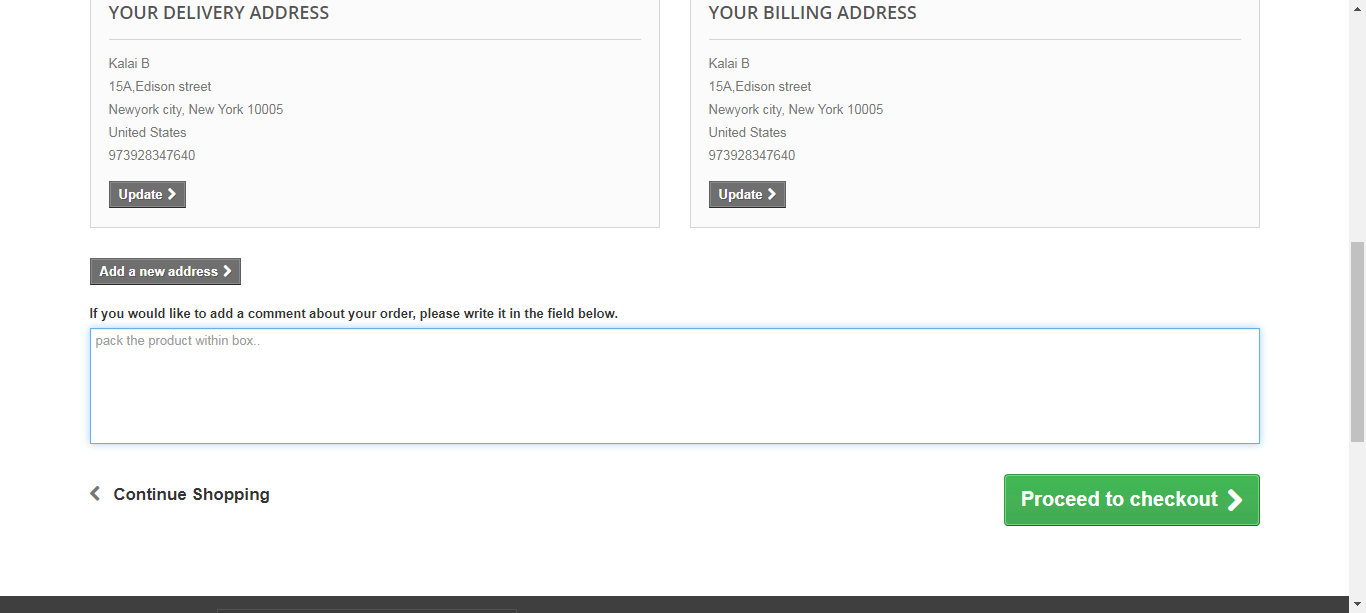 YOUR DELIVERY ADDRESS
Kalai B
15A,Edison street
Newyork city, New York 10005
United States
973928347640
Update
YOUR BILLING ADDRESS
Kalai B
15A,Edison street
Newyork city, New York 10005
United States
973928347640
Update
Add a new address
If you would like to add a comment about your order, please write it in the field below.
pack the product within box..
Continue Shopping
Proceed to checkout